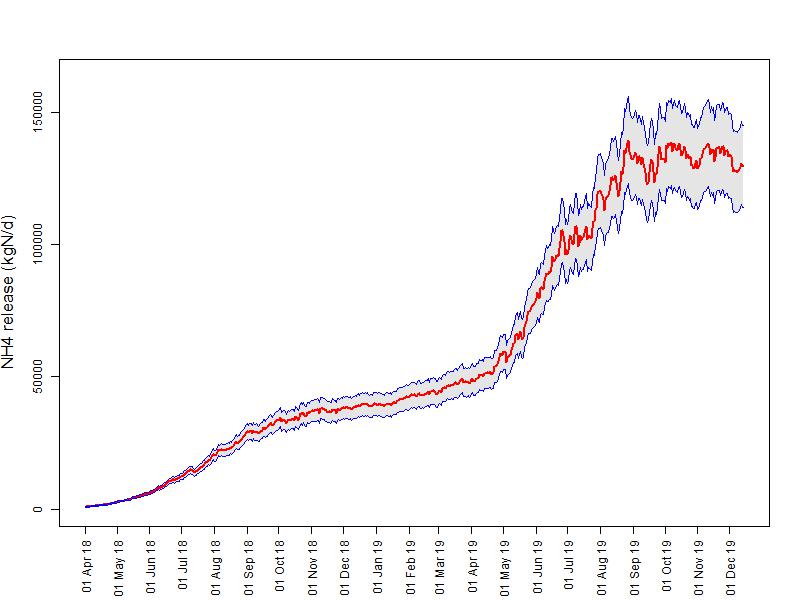 NH4 release (kgN/d)
150000
100000
50000
0
01 Apr 18
01 May 18
01 Jun 18
01 Jul 18
01 Aug 18
01 Sep 18
01 Oct 18
01 Nov 18
01 Dec 18
01 Jan 19
01 Feb 19
01 Mar 19
01 Apr 19
01 May 19
01 Jun 19
01 Jul 19
01 Aug 19
01 Sep 19
01 Oct 19
01 Nov 19
01 Dec 19